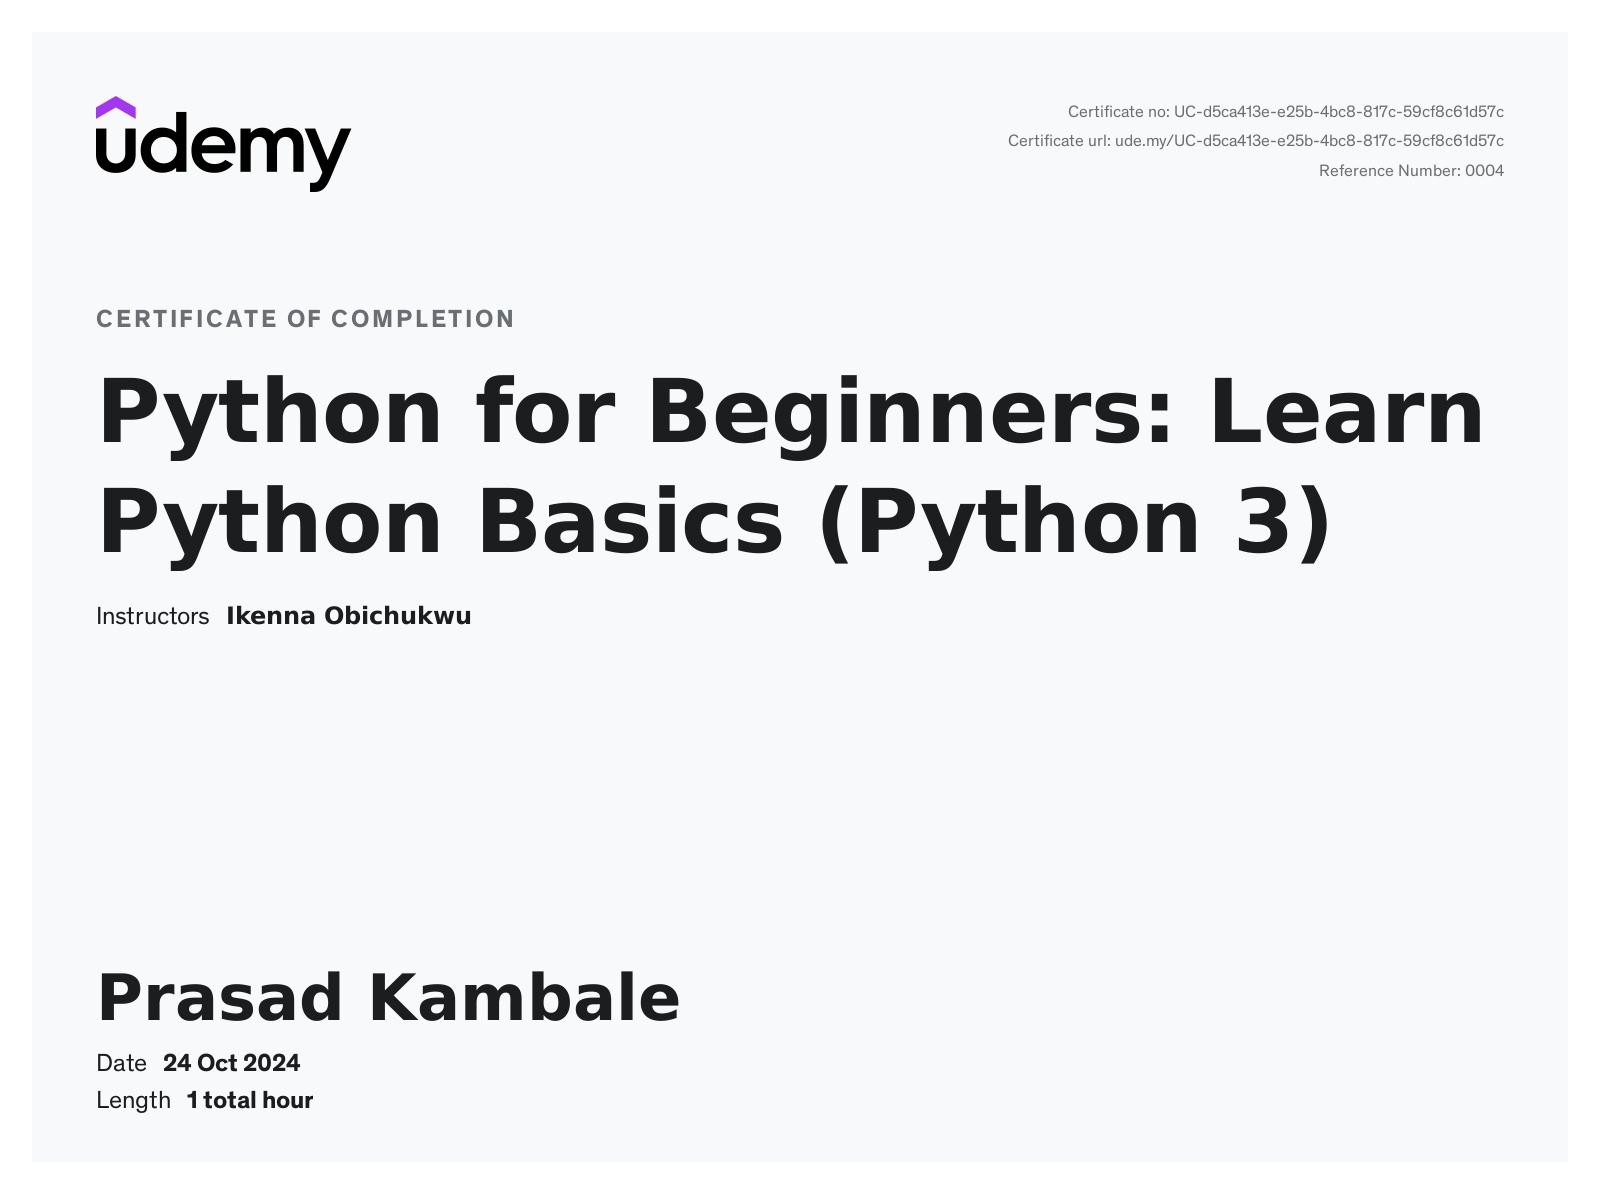 udemy
Certificate no: UC-d5ca413e-e25b-4bc8-817c-59cf8c61d57c
Certificate url: ude.my/UC-d5ca413e-e25b-4bc8-817c-59cf8c61d57c
Reference Number: 0004
CERTIFICATE OF COMPLETION
Python for Beginners: Learn
Python Basics (Python 3)
Instructors Ikenna Obichukwu
Prasad Kambale
Date 24 Oct 2024
Length 1 total hour